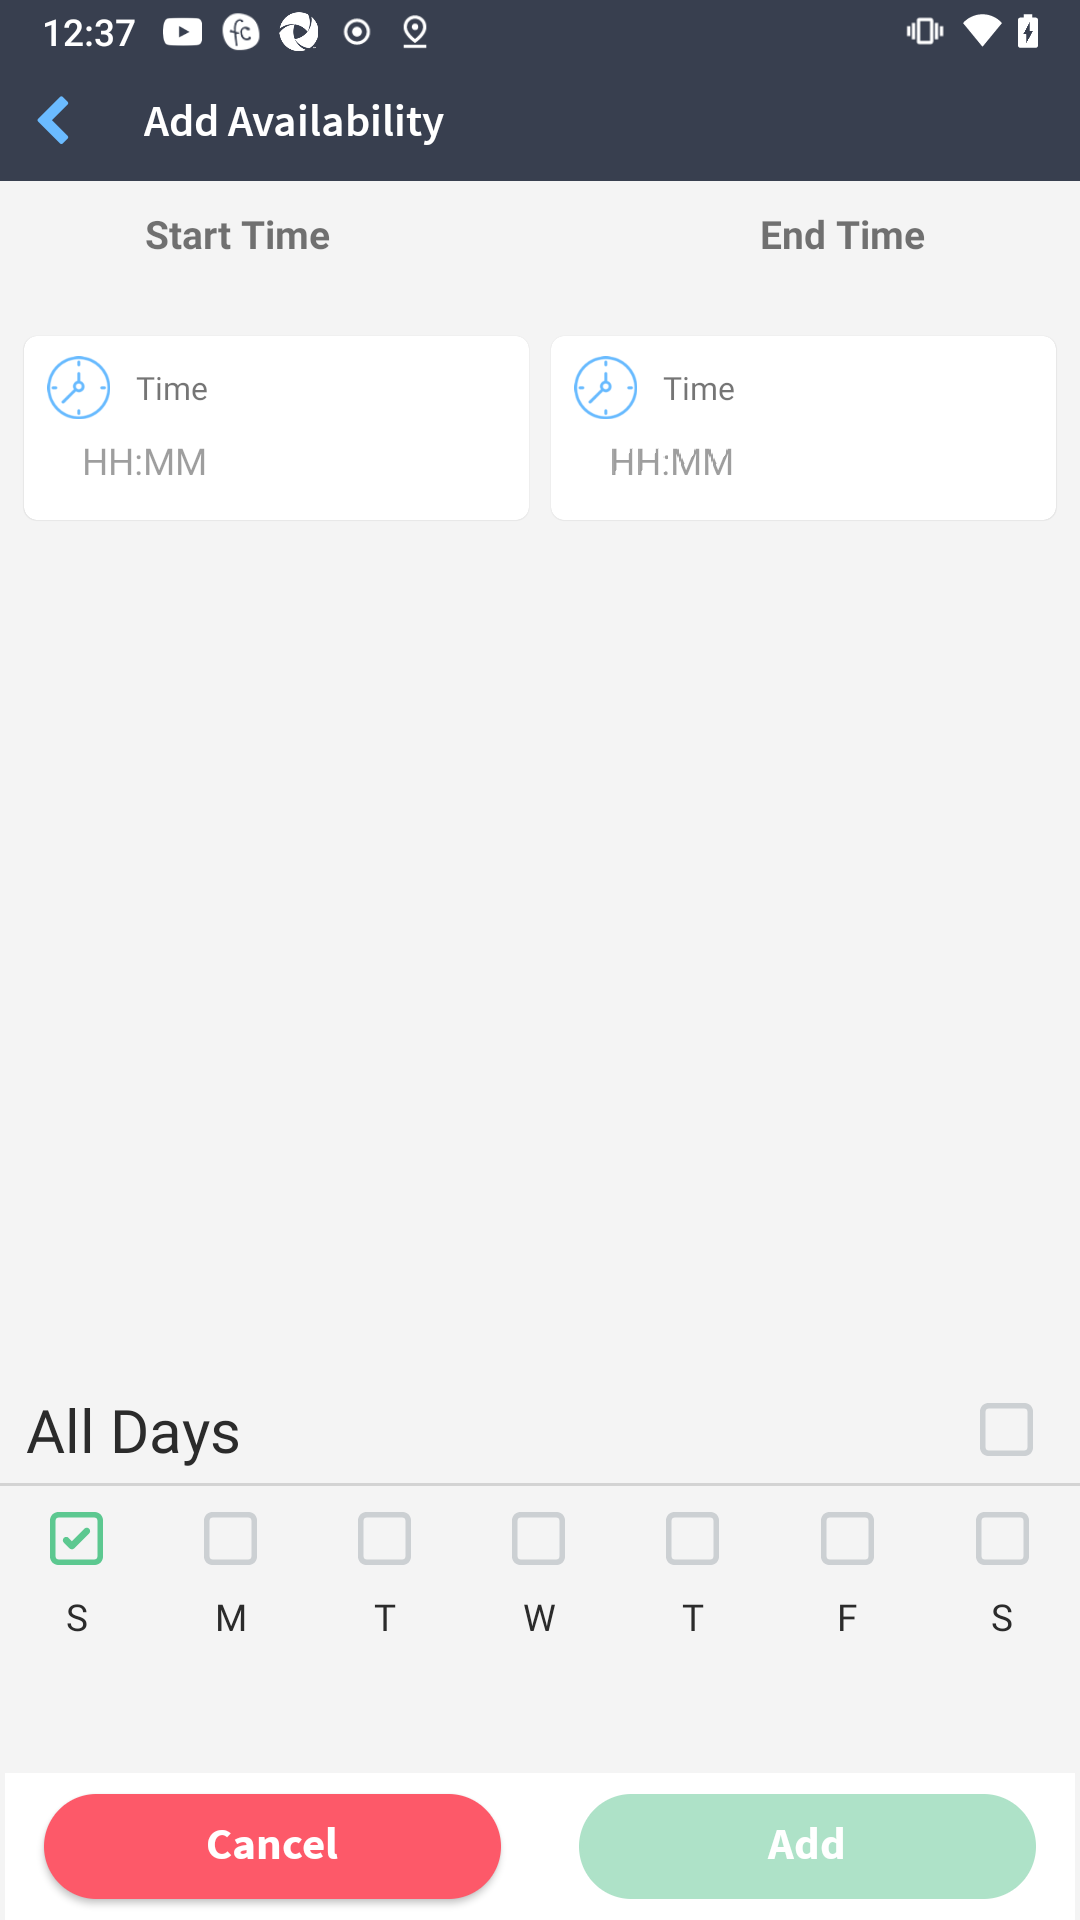 12:37
Add Availability
Start Time End Time
Time Time
HH:MM HH:MM
All Days
S M T W T F S
Cancel Add